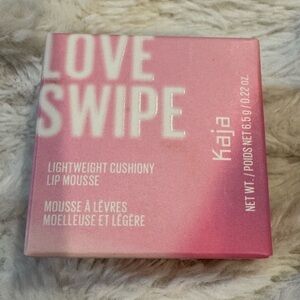 LOVE
SWIPE
LIGHTWEIGHT CUSHIONY
LIP MOUSSE
MOUSSE À LÈVRES
MOELLEUSE ET LÉGÈRE
Kaja
NET WT. / POIDS NET 6.5 g / 0.22 oz.